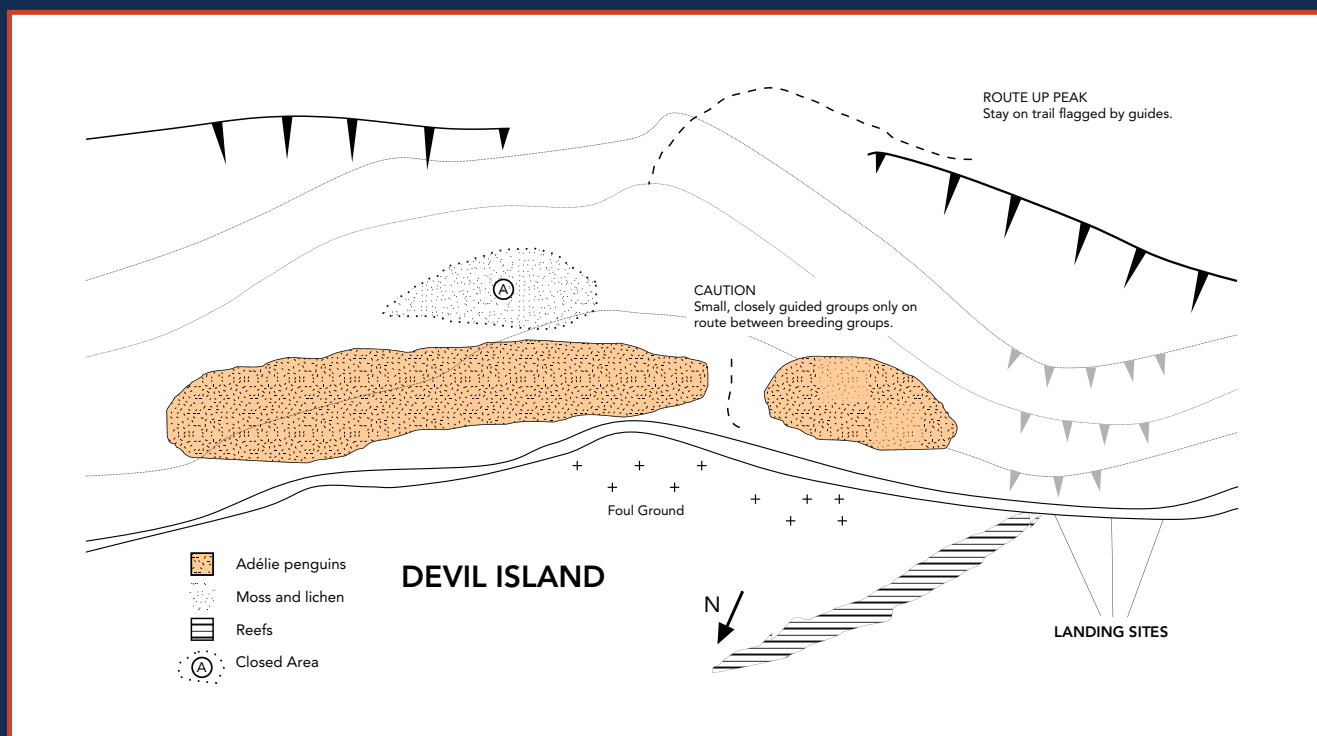 ROUTE UP PEAK
Stay on trail flagged by guides.
A
CAUTION
Small, closely guided groups only on
route between breeding groups.
Foul Ground
Adélie penguins
DEVIL ISLAND
Moss and lichen
N
Reefs
LANDING SITES
A
Closed Area